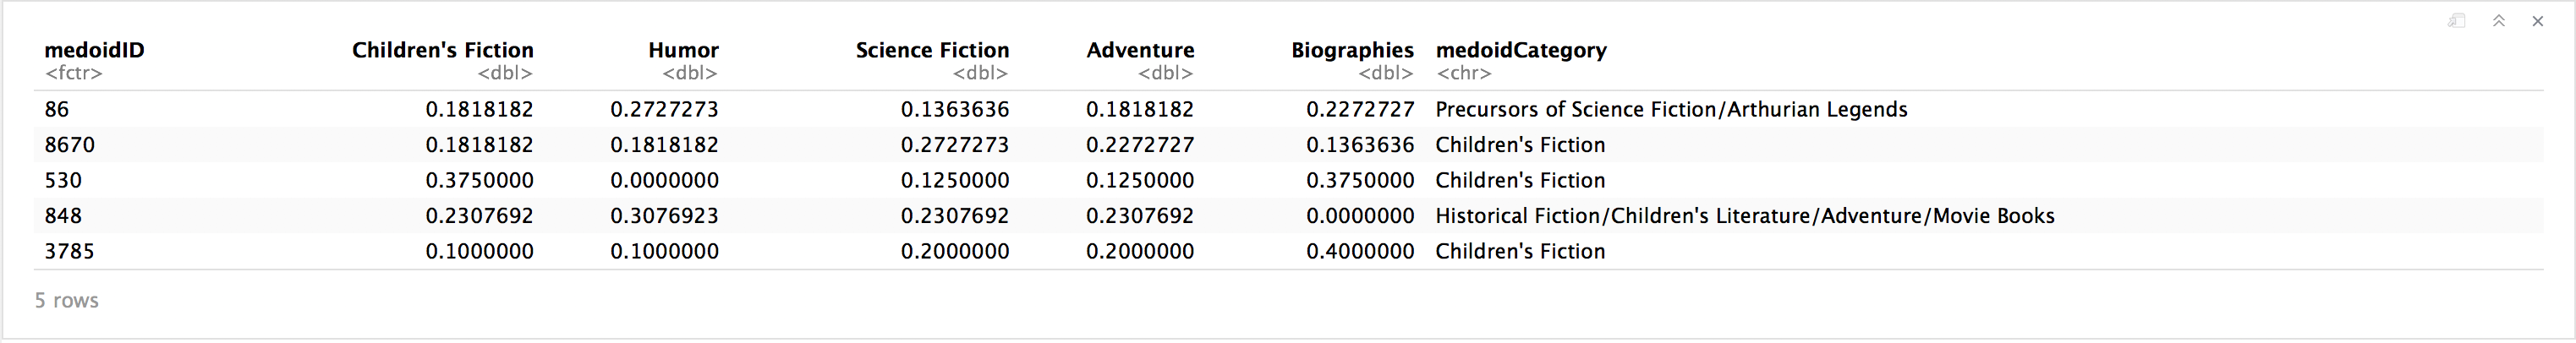 medoidID Children's Fiction Humor Science Fiction Adventure Biographies medoidCategory
<fctr> <dbl> <dbl> <dbl> <dbl> <dbl> <chr>
86 0.1818182 0.2727273 0.1363636 0.1818182 0.2272727 Precursors of Science Fiction/Arthurian Legends
8670 0.1818182 0.1818182 0.2727273 0.2272727 0.1363636 Children's Fiction
530 0.3750000 0.0000000 0.1250000 0.1250000 0.3750000 Children's Fiction
848 0.2307692 0.3076923 0.2307692 0.2307692 0.0000000 Historical Fiction/Children's Literature/Adventure/Movie Books
3785 0.1000000 0.1000000 0.2000000 0.2000000 0.4000000 Children's Fiction
5 rows